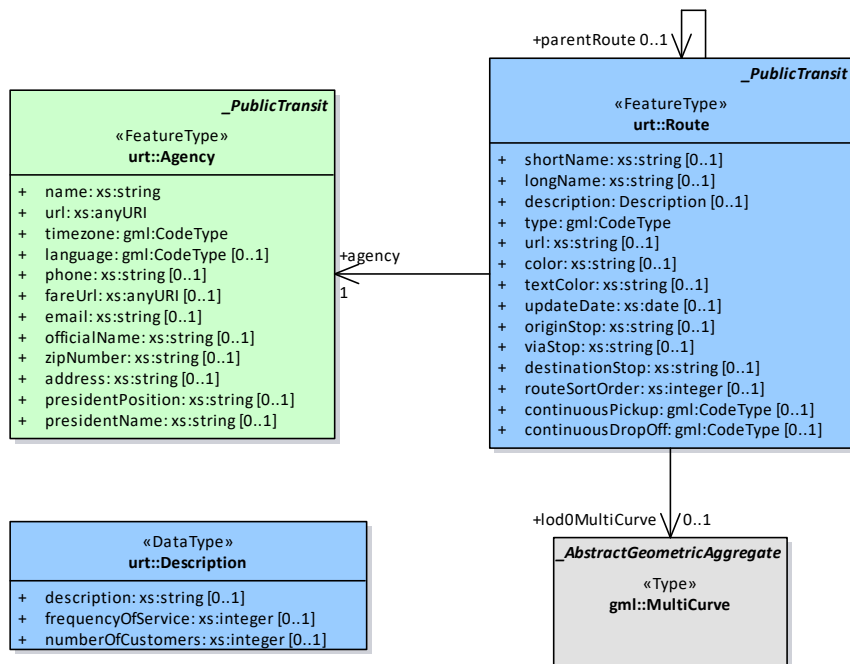 +parentRoute 0..1
_PublicTransit
«FeatureType»
urt::Agency
+ name: xs:string
+ url: xs:anyURI
+ timezone: gml:CodeType
+ language: gml:CodeType [0..1]
+ phone: xs:string [0..1]
+ fareUrl: xs:anyURI [0..1]
+ email: xs:string [0..1]
+ officialName: xs:string [0..1]
+ zipNumber: xs:string [0..1]
+ address: xs:string [0..1]
+ presidentPosition: xs:string [0..1]
+ presidentName: xs:string [0..1]
+agency
1
_PublicTransit
«FeatureType»
urt::Route
+ shortName: xs:string [0..1]
+ longName: xs:string [0..1]
+ description: Description [0..1]
+ type: gml:CodeType
+ url: xs:string [0..1]
+ color: xs:string [0..1]
+ textColor: xs:string [0..1]
+ updateDate: xs:date [0..1]
+ originStop: xs:string [0..1]
+ viaStop: xs:string [0..1]
+ destinationStop: xs:string [0..1]
+ routeSortOrder: xs:integer [0..1]
+ continuousPickup: gml:CodeType [0..1]
+ continuousDropOff: gml:CodeType [0..1]
«DataType»
urt::Description
+ description: xs:string [0..1]
+ frequencyOfService: xs:integer [0..1]
+ numberOfCustomers: xs:integer [0..1]
+lod0MultiCurve 0..1
_AbstractGeometricAggregate
«Type»
gml::MultiCurve